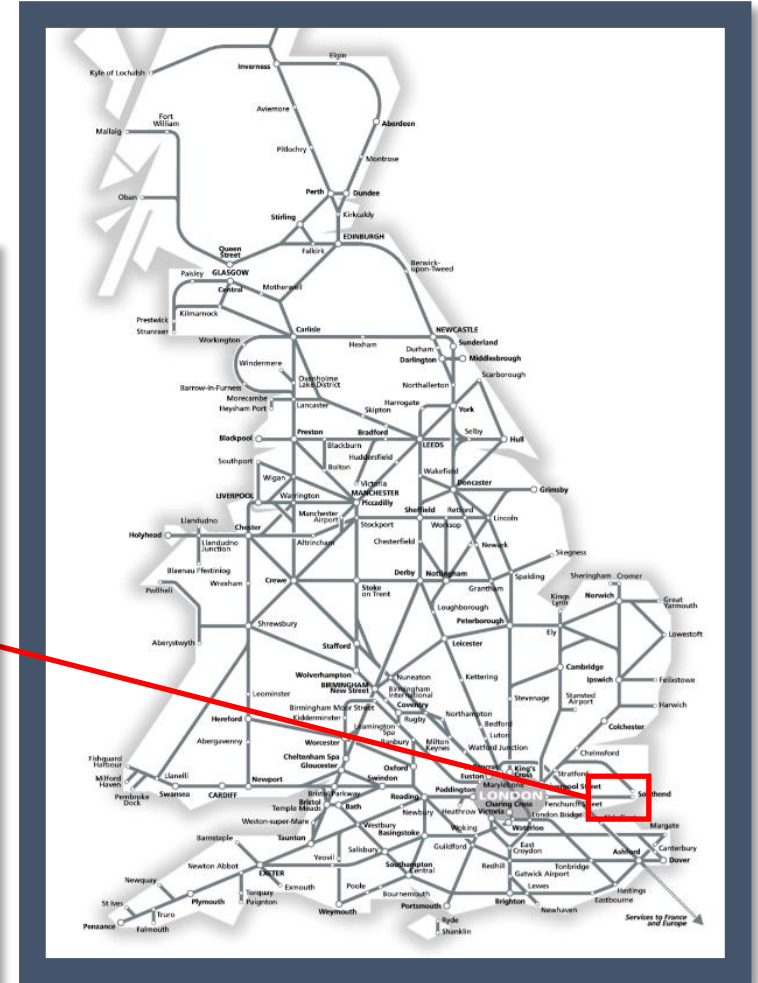 Elgin
Inverness
Kyle of Lochalsh
Aviemore
Fort
William
Mallaig
Aberdeen
Pitlochry
Montrose
Perth
Dundee
Oban
Stirling
Kirkcaldy
EDINBURGH
Queen
Street
Falkirk
Berwick-
upon-Tweed
Paisley
GLASGOW
Central
Motherwell
Prestwick
Kilmarnock
Stranraer
Carlisle
NEWCASTLE
Workington
Hexham
Sunderland
Durham
Darlington
Middlesbrough
Windermere
Scarborough
Oxenholme
Lake District
Northallerton
Barrow-in-Furness
Morecambe
Lancaster
Harrogate
Heysham Port
Skipton
York
Preston
Bradford
Selby
Blackpool
LEEDS
Hull
Blackburn
Huddersfield
Southport
Bolton
Wakefield
Wigan
Victoria
Doncaster
MANCHESTER
LIVERPOOL
Warrington
Piccadilly
Grimsby
Manchester
Airport
Sheffield
Retford
Llandudno
Stockport
Worksop
Lincoln
Holyhead
Chester
Llandudno
Junction
Altrincham
Chesterfield
Newark
Skegness
Blaenau Ffestiniog
Derby
Nottingham
Spalding
Sheringham
Cromer
Pwllheli
Wrexham
Crewe
Stoke
on Trent
Grantham
Kings
Lynn
Norwich
Great
Yarmouth
Loughborough
Peterborough
Shrewsbury
Ely
Lowestoft
Aberystwyth
Stafford
Leicester
Cambridge
Wolverhampton
Nuneaton
Kettering
Ipswich
Felixstowe
BIRMINGHAM
New Street
Birmingham
International
Stansted
Airport
Leominster
Coventry
Stevenage
Harwich
Birmingham Moor Street
Northampton
Kidderminster
Rugby
Hereford
Leamington
Spa
Bedford
Colchester
Abergavenny
Worcester
Banbury
Milton
Keynes
Luton
Watford Junction
Chelmsford
Cheltenham Spa
Fishguard
Harbour
Gloucester
Oxford
King's
Cross
Stratford
Llanelli
Newport
Swindon
Euston
Marylebone
Liverpool Street
Southend
Milford
Haven
Bristol Parkway
Paddington
LONDON
Pembroke
Dock
Swansea
CARDIFF
Bristol
Temple Meads
Bath
Reading
Charing Cross
Fenchurch Street
Newbury
Heathrow
Victoria
London Bridge
Weston-super-Mare
Westbury
Waterloo
Margate
Barnstaple
Taunton
Basingstoke
Woking
East
Croydon
Canterbury
Salisbury
Guildford
Ashford
Yeovil
Redhill
Tonbridge
Dover
Newton Abbot
Southampton
Central
Gatwick Airport
Newquay
EXETER
Exmouth
Poole
Lewes
Hastings
Torquay
Bournemouth
Eastbourne
St Ives
Plymouth
Paignton
Portsmouth
Brighton
Newhaven
Truro
Weymouth
Ryde
Services to France
and Europe
Penzance
Falmouth
Shanklin